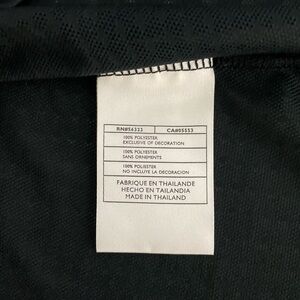 RN#56323 CA#05553
100% POLYESTER
EXCLUSIVE OF DECORATION
100% POLYESTER
SANS ORNEMENTS
100% POLIESTER
NO INCLUYE LA DECORACION
FABRIQUE EN THAILANDE
HECHO EN TAILANDIA
MADE IN THAILAND